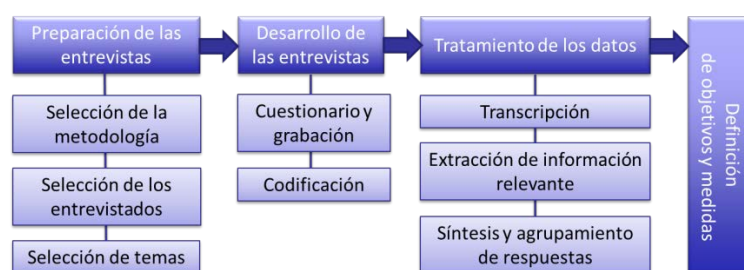 Preparación de las
entrevistas
Selección de la
metodología
Selección de los
entrevistados
Selección de temas
Desarrollo de
las entrevistas
Cuestionario y
grabación
Codificación
Tratamiento de los datos
Transcripción
Extracción de información
relevante
Síntesis y agrupamiento
de respuestas
Definición
de objetivos y medidas